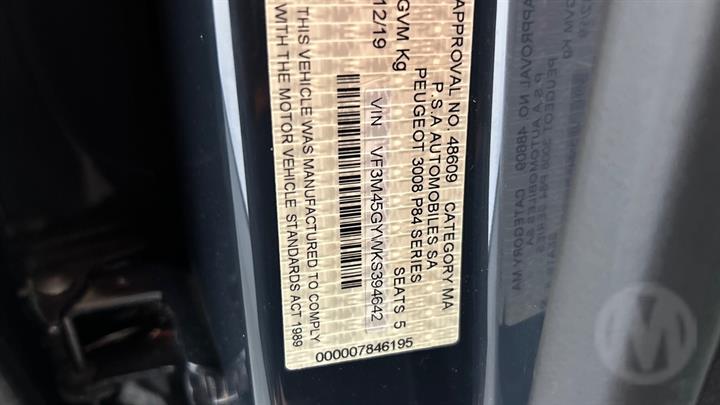 APPROVAL NO. 48609 CATEGORY MA
P.S.A AUTOMOBILES SA
PEUGEOT 3008 P84 SERIES
GVM Kg SEATS 5
12/19 VIN VF3M45GYWKS394642
THIS VEHICLE WAS MANUFACTURED TO COMPLY
WITH THE MOTOR VEHICLE STANDARDS ACT 1989
000007846195